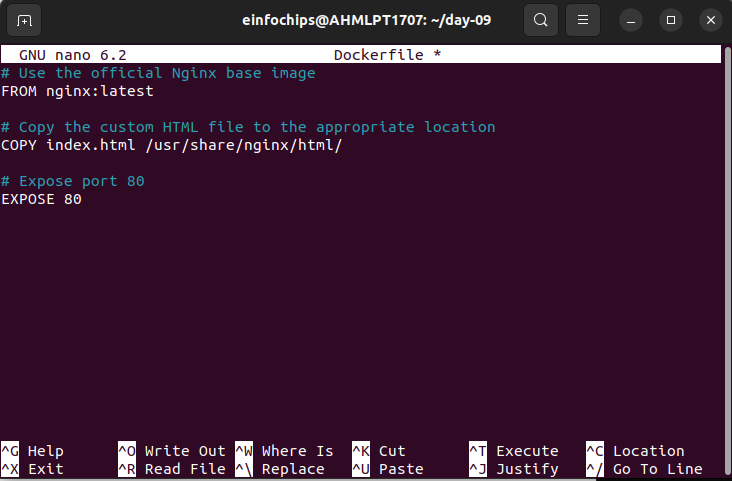 einfochips@AHMLPT1707: ~/day-09
GNU nano 6.2 Dockerfile *
# Use the official Nginx base image
FROM nginx:latest
# Copy the custom HTML file to the appropriate location
COPY index.html /usr/share/nginx/html/
# Expose port 80
EXPOSE 80
^G Help ^O Write Out ^W Where Is ^K Cut ^T Execute ^C Location
^X Exit ^R Read File ^\ Replace ^U Paste ^J Justify ^/ Go To Line